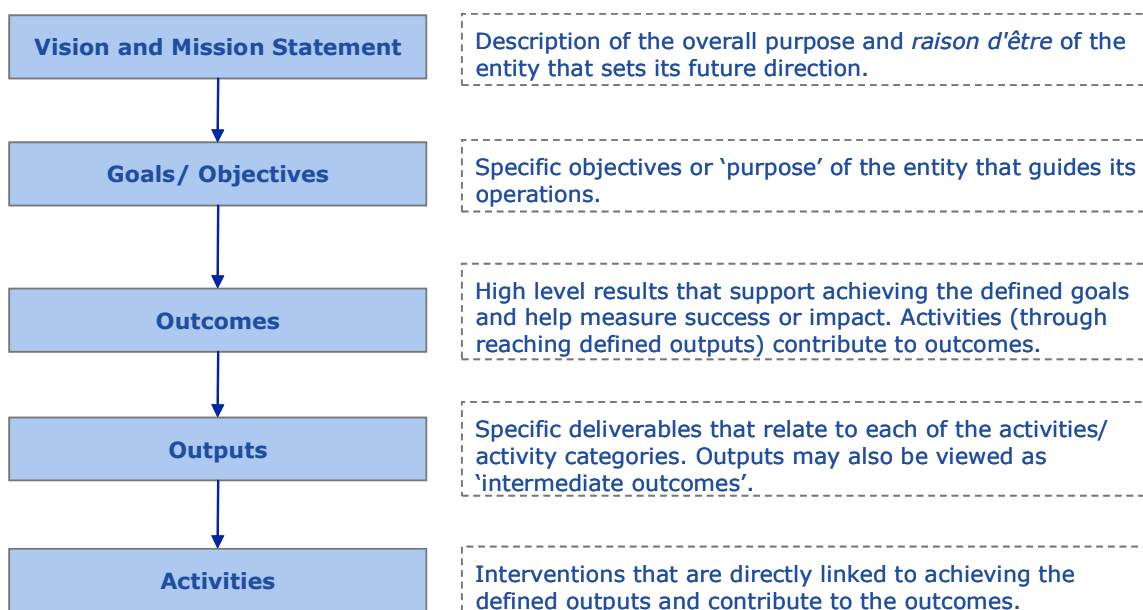 Vision and Mission Statement
Description of the overall purpose and raison d'être of the
entity that sets its future direction.
Goals/ Objectives
Specific objectives or ‘purpose’ of the entity that guides its
operations.
Outcomes
High level results that support achieving the defined goals
and help measure success or impact. Activities (through
reaching defined outputs) contribute to outcomes.
Outputs
Specific deliverables that relate to each of the activities/
activity categories. Outputs may also be viewed as
‘intermediate outcomes’.
Activities
Interventions that are directly linked to achieving the
defined outputs and contribute to the outcomes.